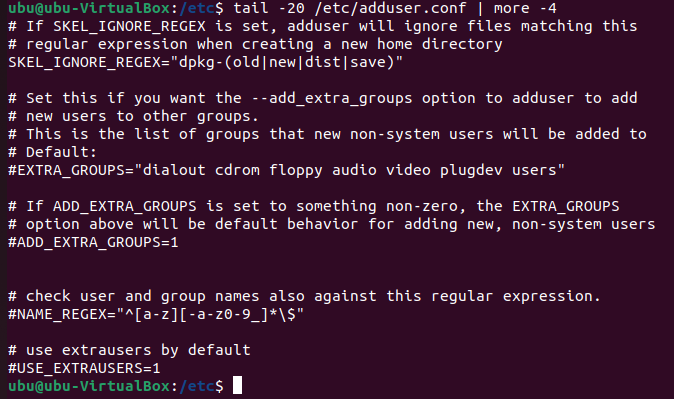 ubu@ubu-VirtualBox:/etc$ tail -20 /etc/adduser.conf | more -4
# If SKEL_IGNORE_REGEX is set, adduser will ignore files matching this
# regular expression when creating a new home directory
SKEL_IGNORE_REGEX="dpkg-(old|new|dist|save)"

# Set this if you want the --add_extra_groups option to adduser to add
# new users to other groups.
# This is the list of groups that new non-system users will be added to
# Default:
#EXTRA_GROUPS="dialout cdrom floppy audio video plugdev users"

# If ADD_EXTRA_GROUPS is set to something non-zero, the EXTRA_GROUPS
# option above will be default behavior for adding new, non-system users
#ADD_EXTRA_GROUPS=1


# check user and group names also against this regular expression.
#NAME_REGEX="^[a-z][-a-z0-9_]*\$"

# use extrausers by default
#USE_EXTRAUSERS=1
ubu@ubu-VirtualBox:/etc$